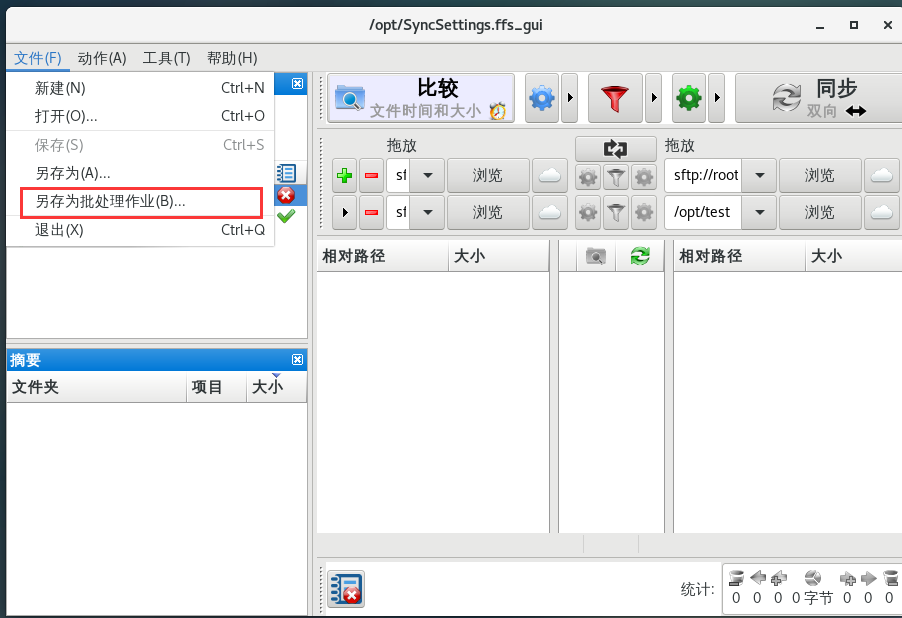 /opt/SyncSettings.ffs_gui
文件(F) 动作(A) 工具(T) 帮助(H)
新建(N) Ctrl+N
打开(O)... Ctrl+O
保存(S) Ctrl+S
另存为(A)...
另存为批处理作业(B)...
退出(X) Ctrl+Q
比较
文件时间和大小
同步
双向
拖放 拖放
sf 浏览 sftp://root 浏览
sf 浏览 /opt/test 浏览
相对路径 大小 相对路径 大小
摘要
文件夹 项目 大小
统计:
0 0 0 0 字节 0 0 0